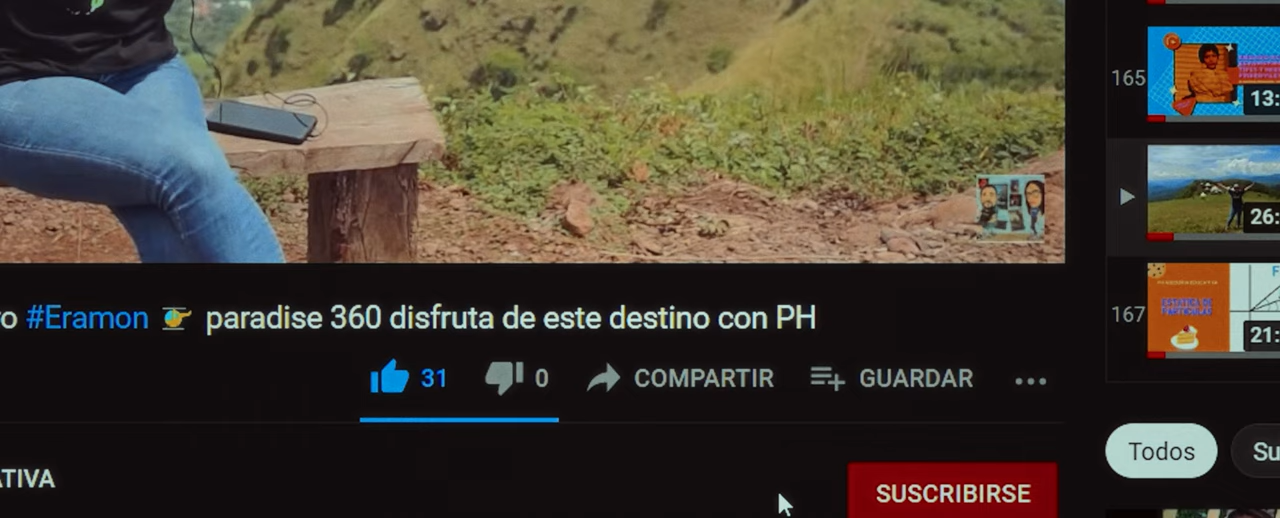 165
13:
26:
ro #Eramon paradise 360 disfruta de este destino con PH
167
ESTATICA DE
PARTICULAS
21:
31 0 COMPARTIR GUARDAR
Todos Su
ATIVA
SUSCRIBIRSE